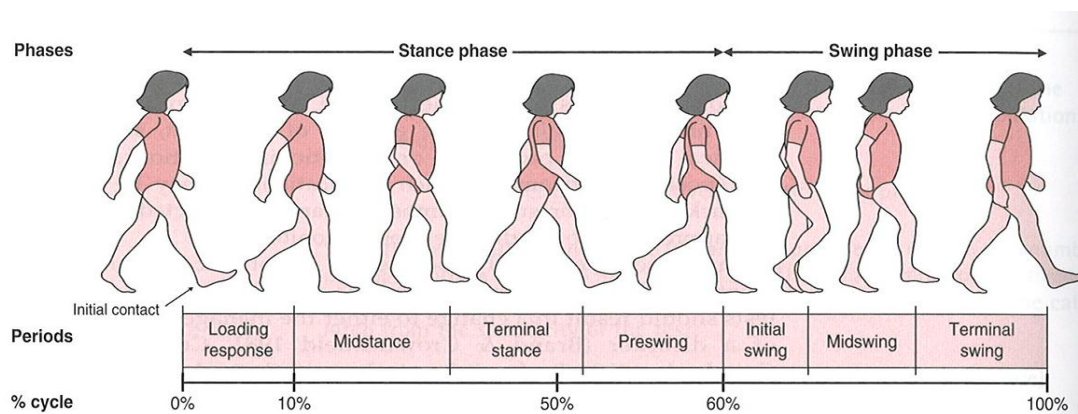 Phases
Stance phase
Swing phase
Initial contact
Periods
Loading
response
Midstance
Terminal
stance
Preswing
Initial
swing
Midswing
Terminal
swing
% cycle
0%
10%
50%
60%
100%